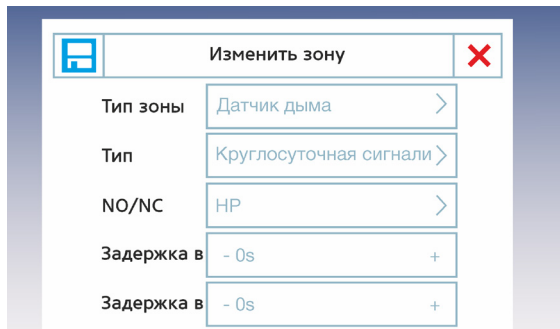 Изменить зону
Тип зоны Датчик дыма
Тип Круглосуточная сигнали
NO/NC НР
Задержка в - 0s +
Задержка в - 0s +